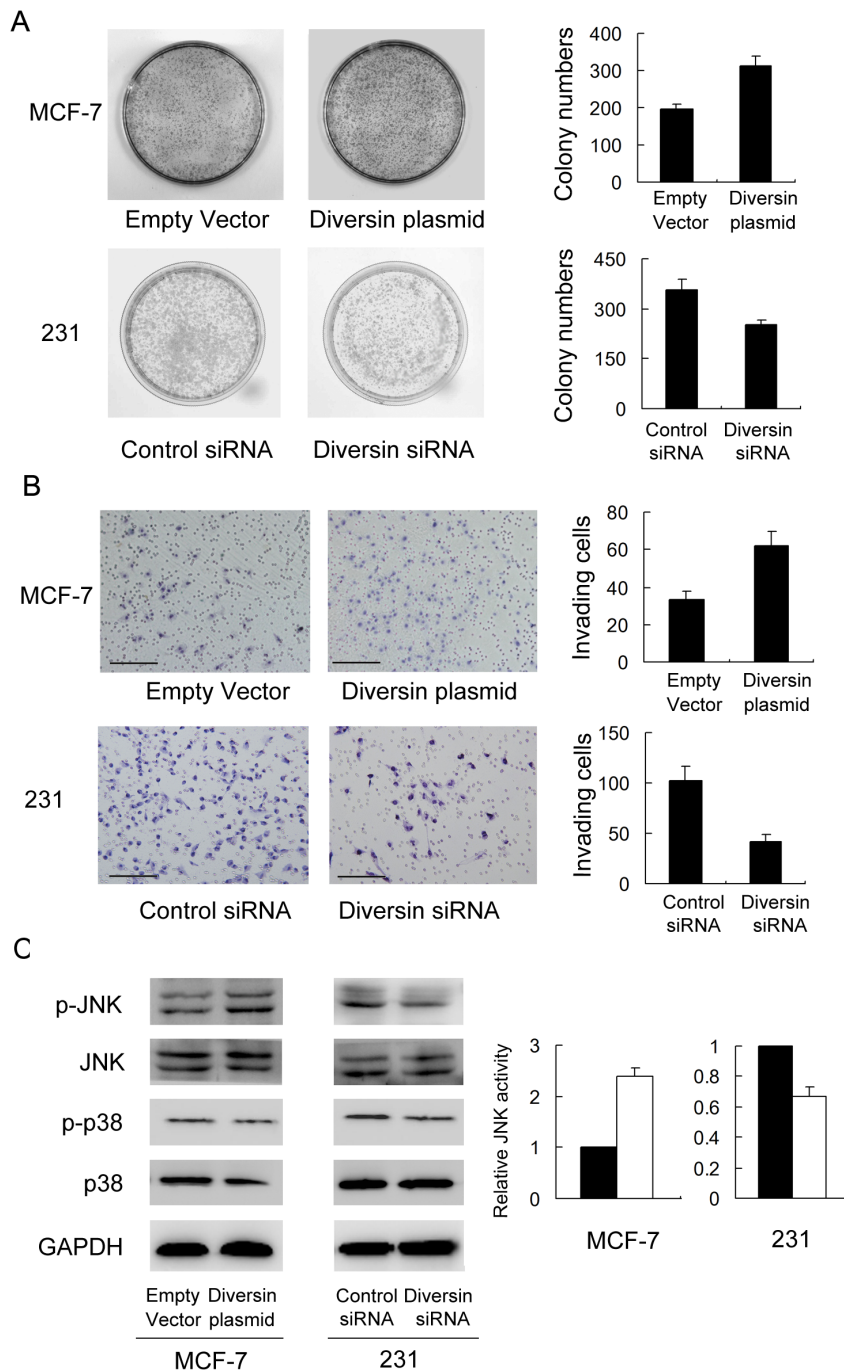 A
MCF-7
Empty Vector
Diversin plasmid
Colony numbers
400
300
200
100
0
Empty Vector
Diversin plasmid
231
Control siRNA
Diversin siRNA
Colony numbers
450
300
150
0
Control siRNA
Diversin siRNA
B
MCF-7
Empty Vector
Diversin plasmid
Invading cells
80
60
40
20
0
Empty Vector
Diversin plasmid
231
Control siRNA
Diversin siRNA
Invading cells
150
100
50
0
Control siRNA
Diversin siRNA
C
p-JNK
JNK
p-p38
p38
GAPDH
Empty Vector
Diversin plasmid
MCF-7
Control siRNA
Diversin siRNA
231
Relative JNK activity
3
2
1
0
MCF-7
1
0.8
0.6
0.4
0.2
0
231